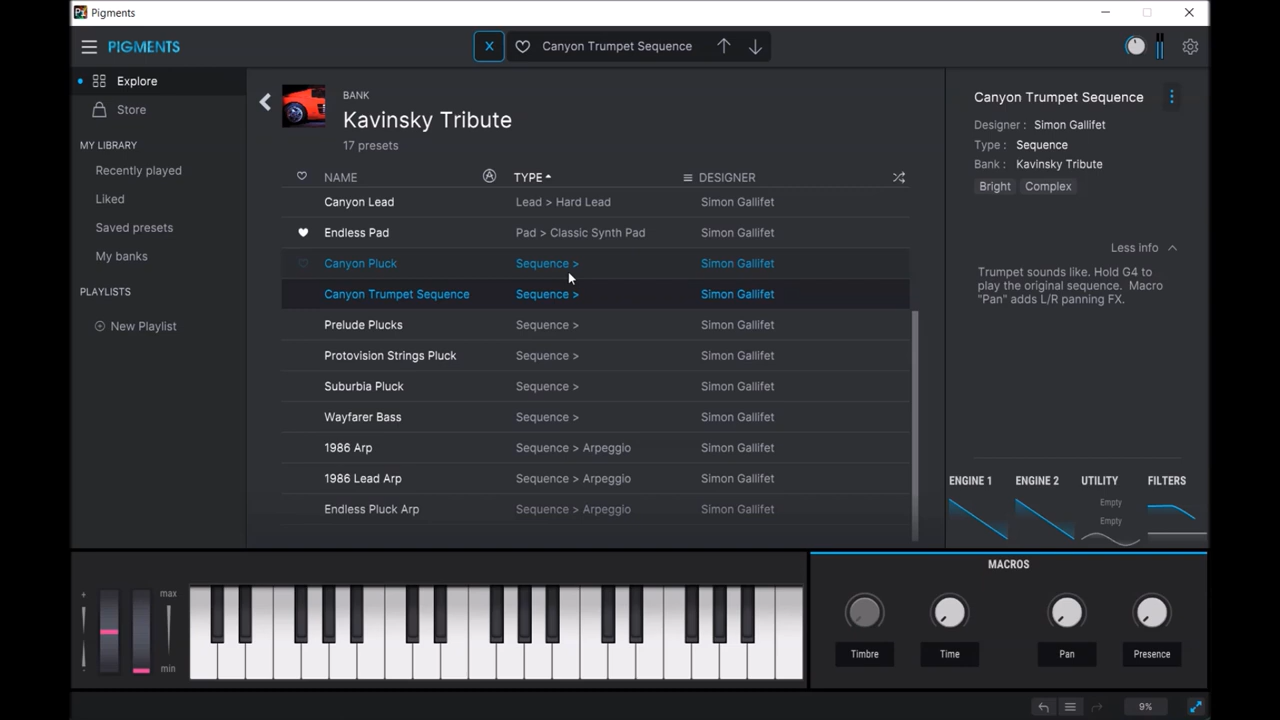 Pigments
PIGMENTS
X
Canyon Trumpet Sequence
Explore
Store
MY LIBRARY
Recently played
Liked
Saved presets
My banks
PLAYLISTS
New Playlist
BANK
Kavinsky Tribute
17 presets
NAME TYPE DESIGNER
Canyon Lead Lead > Hard Lead Simon Gallifet
Endless Pad Pad > Classic Synth Pad Simon Gallifet
Canyon Pluck Sequence > Simon Gallifet
Canyon Trumpet Sequence Sequence > Simon Gallifet
Prelude Plucks Sequence > Simon Gallifet
Protovision Strings Pluck Sequence > Simon Gallifet
Suburbia Pluck Sequence > Simon Gallifet
Wayfarer Bass Sequence > Simon Gallifet
1986 Arp Sequence > Arpeggio Simon Gallifet
1986 Lead Arp Sequence > Arpeggio Simon Gallifet
Endless Pluck Arp Sequence > Arpeggio Simon Gallifet
Canyon Trumpet Sequence
Designer : Simon Gallifet
Type : Sequence
Bank : Kavinsky Tribute
Bright Complex
Less info
Trumpet sounds like. Hold G4 to
play the original sequence. Macro
"Pan" adds L/R panning FX.
ENGINE 1 ENGINE 2 UTILITY FILTERS
Empty
Empty
+
-
max
min
MACROS
Timbre Time Pan Presence
9%